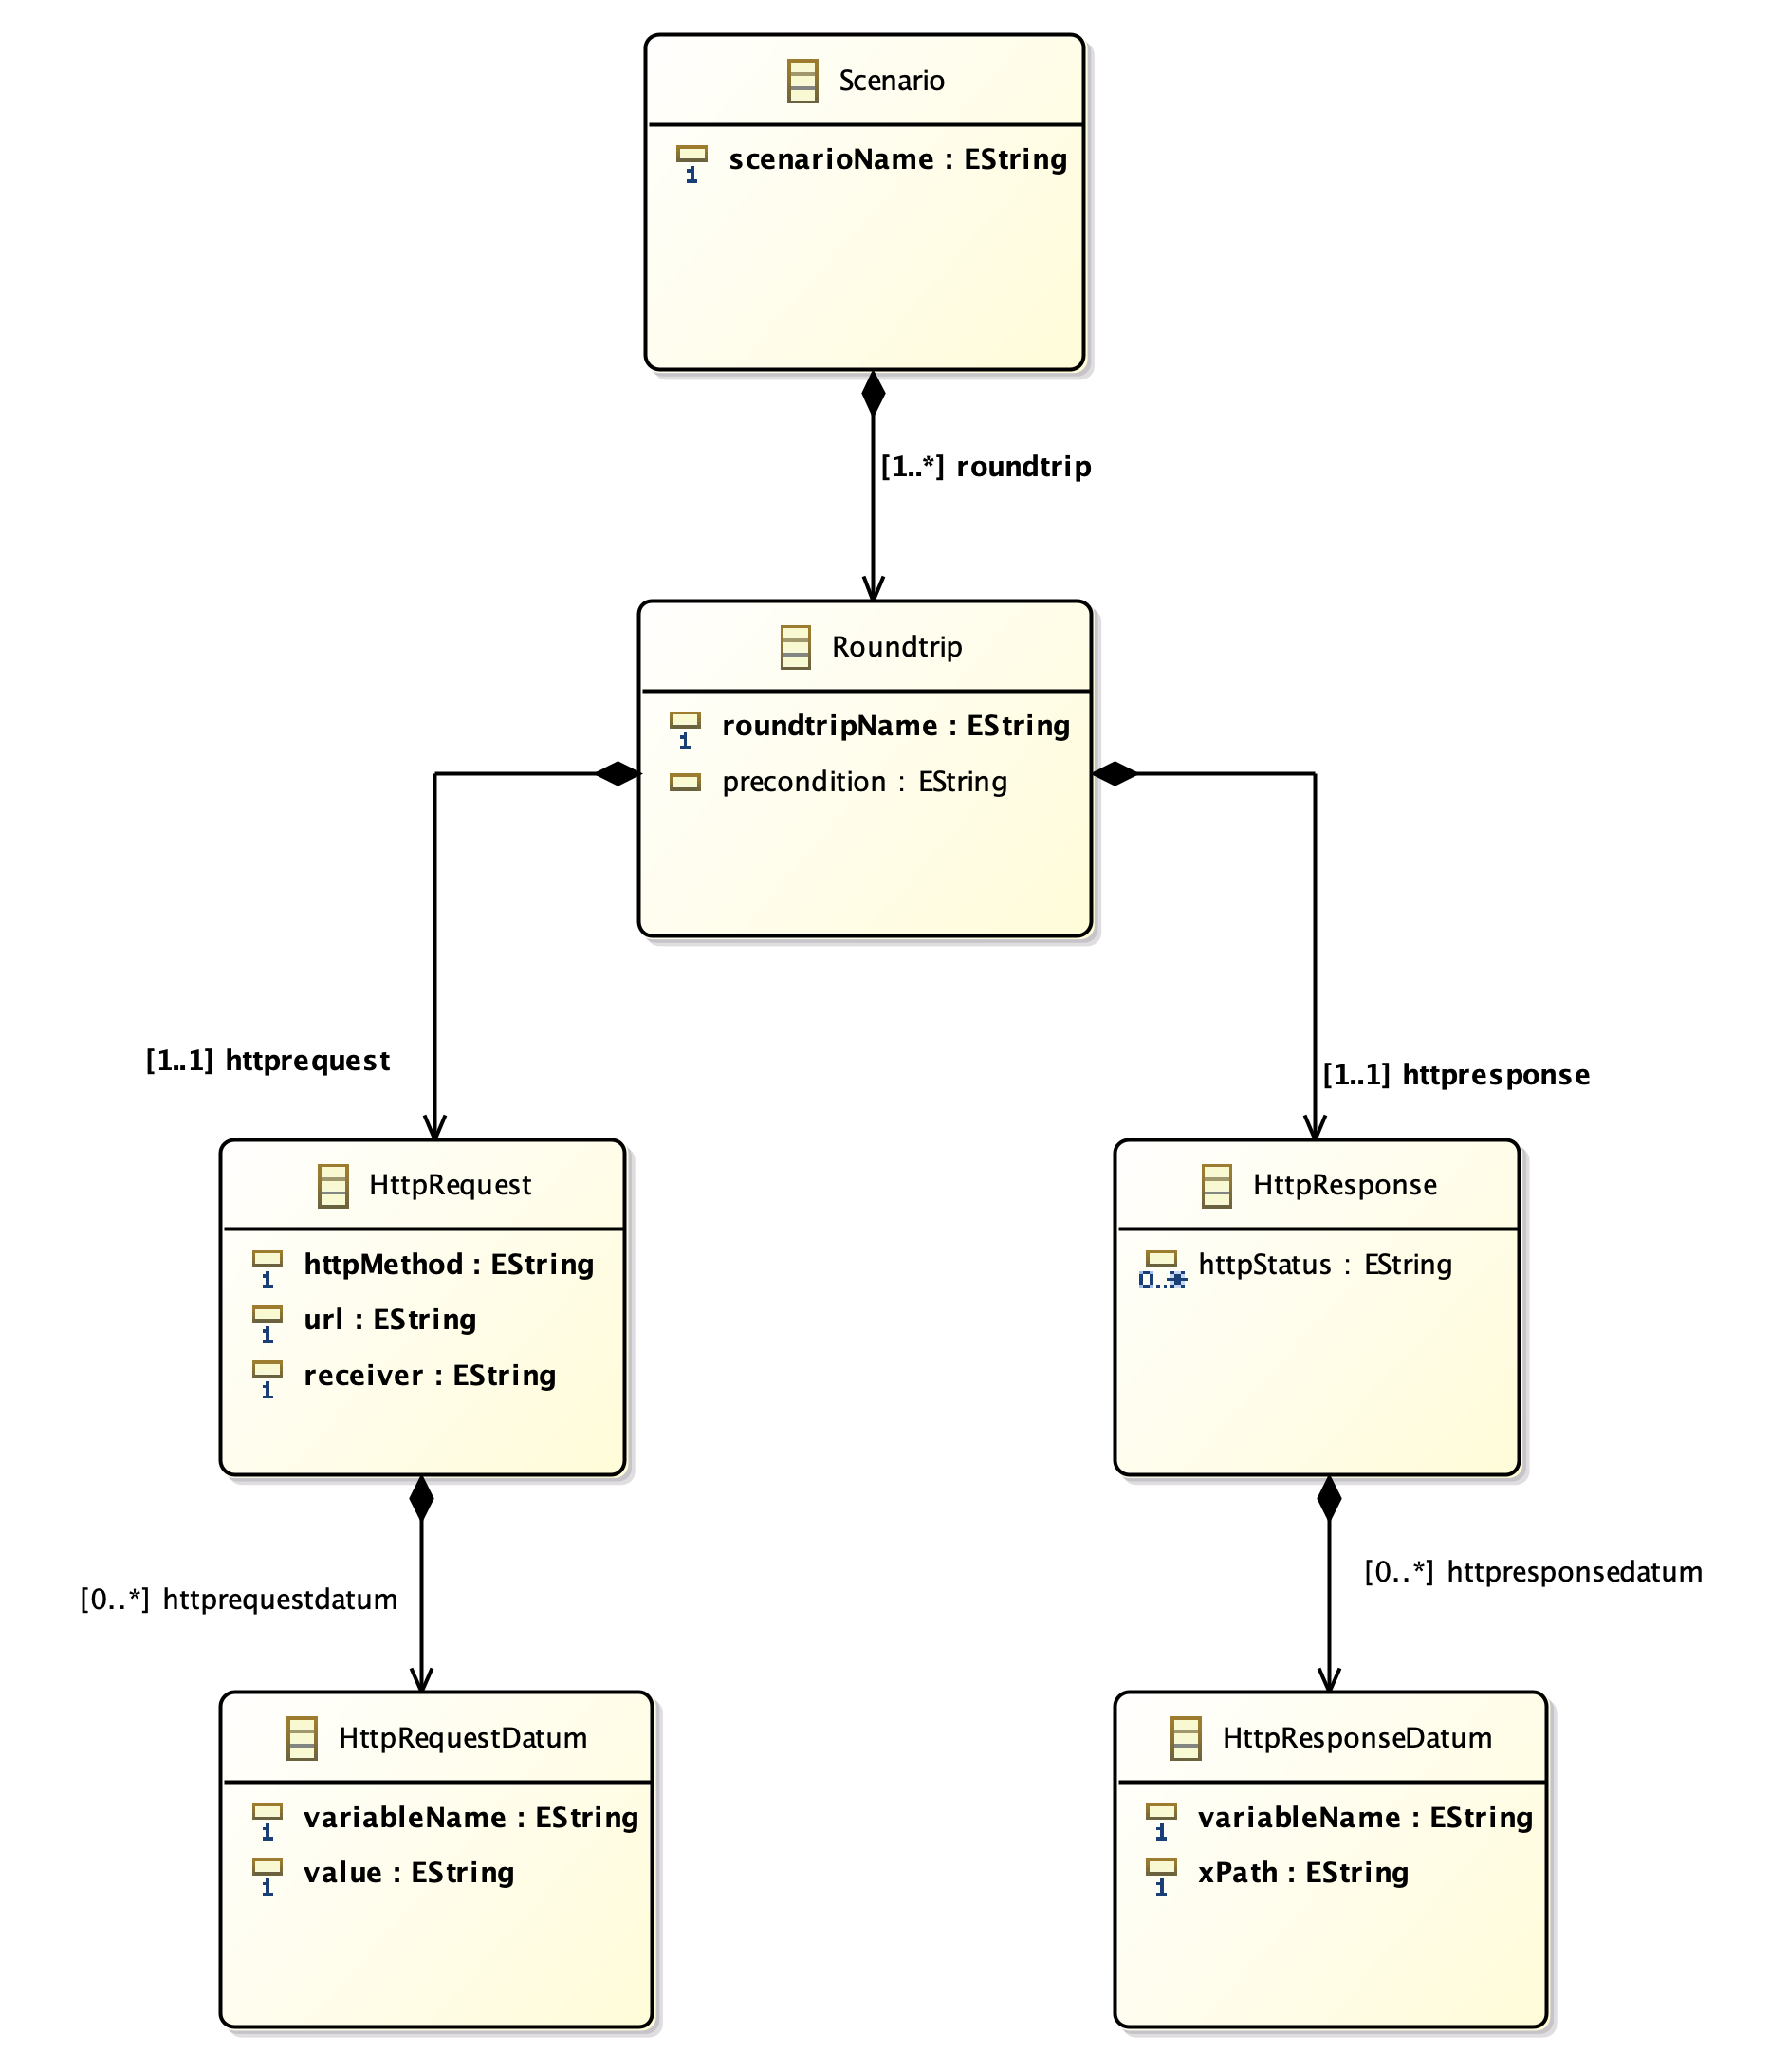 Scenario
1 scenarioName : EString
[1..*] roundtrip
Roundtrip
1 roundtripName : EString
precondition : EString
[1..1] httprequest
[1..1] httpresponse
HttpRequest
1 httpMethod : EString
1 url : EString
1 receiver : EString
HttpResponse
0..* httpStatus : EString
[0..*] httprequestdatum
[0..*] httpresponsedatum
HttpRequestDatum
1 variableName : EString
1 value : EString
HttpResponseDatum
1 variableName : EString
1 xPath : EString